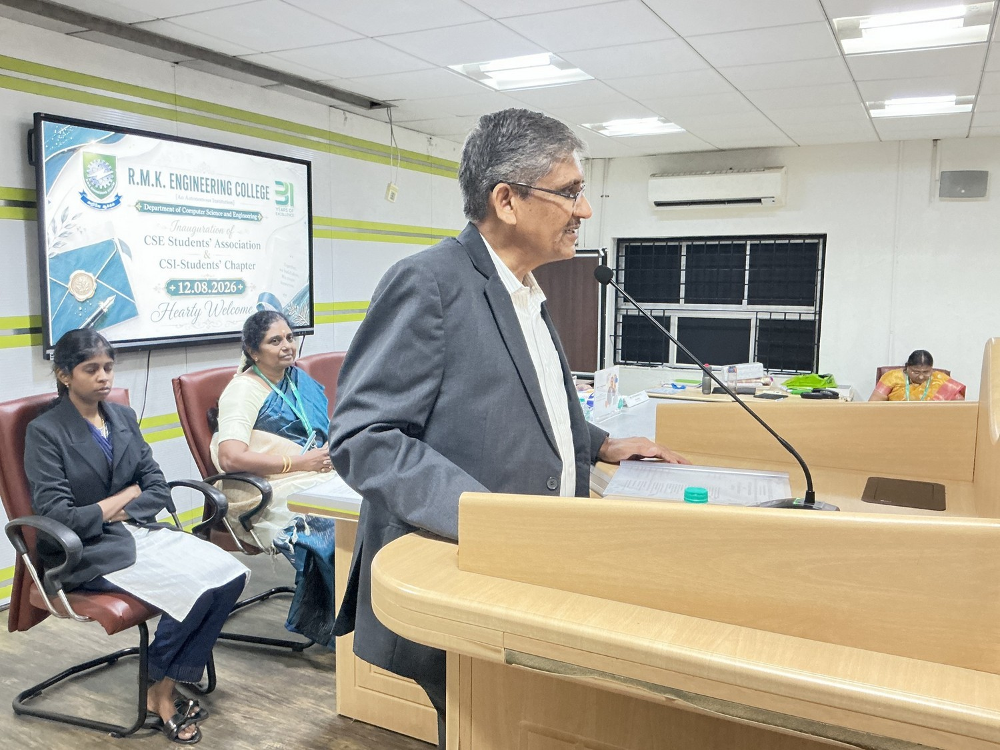 R.M.K. ENGINEERING COLLEGE
[An Autonomous Institution]
31
YEARS OF
EXCELLENCE
Department of Computer Science and Engineering
Inauguration of
CSE Students' Association
&
CSI-Students' Chapter
12.08.2026
Hearty Welcome